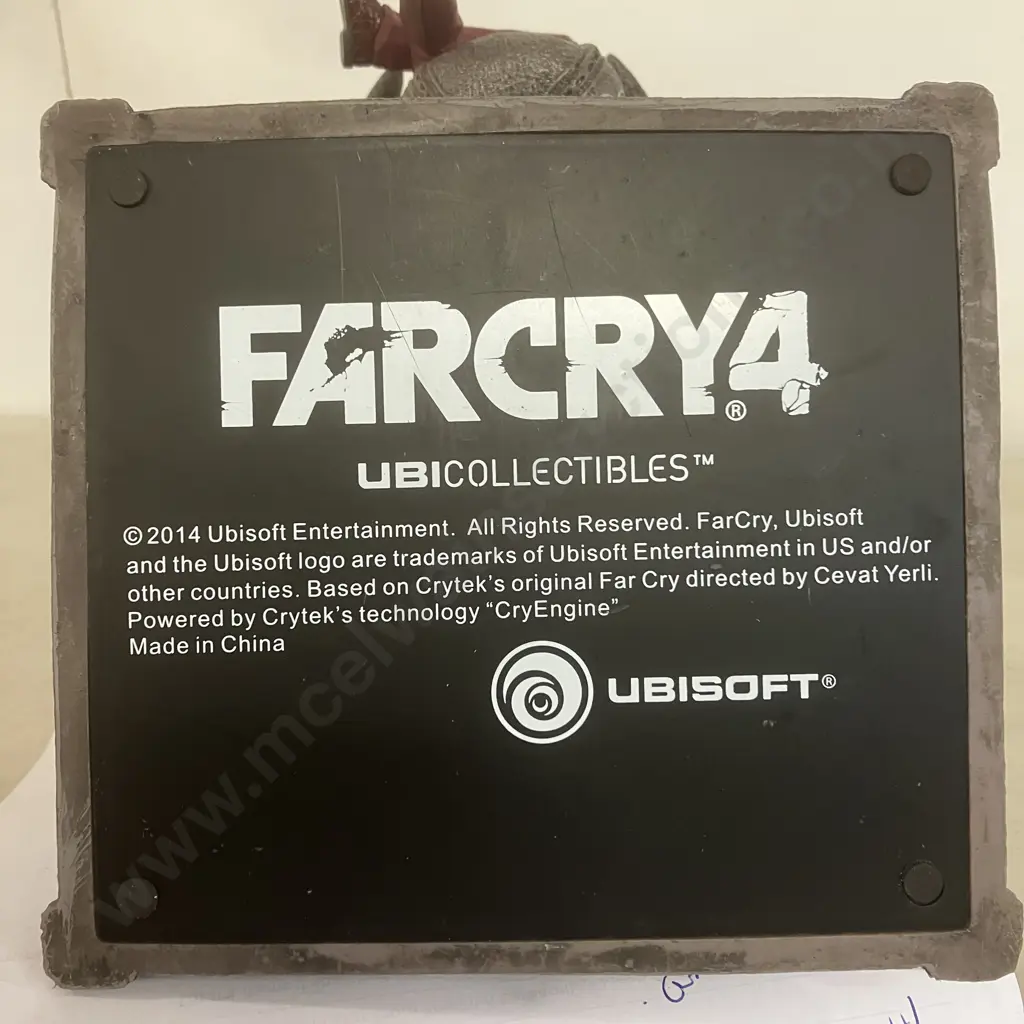 FARCRY®4
UBICOLLECTIBLES™
© 2014 Ubisoft Entertainment. All Rights Reserved. FarCry, Ubisoft
and the Ubisoft logo are trademarks of Ubisoft Entertainment in US and/or
other countries. Based on Crytek's original Far Cry directed by Cevat Yerli.
Powered by Crytek's technology “CryEngine”
Made in China
UBISOFT®